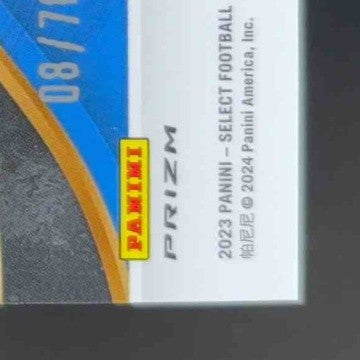 08/70
PANINI
PRIZM
2023 PANINI – SELECT FOOTBALL
帕尼尼 © 2024 Panini America, Inc.